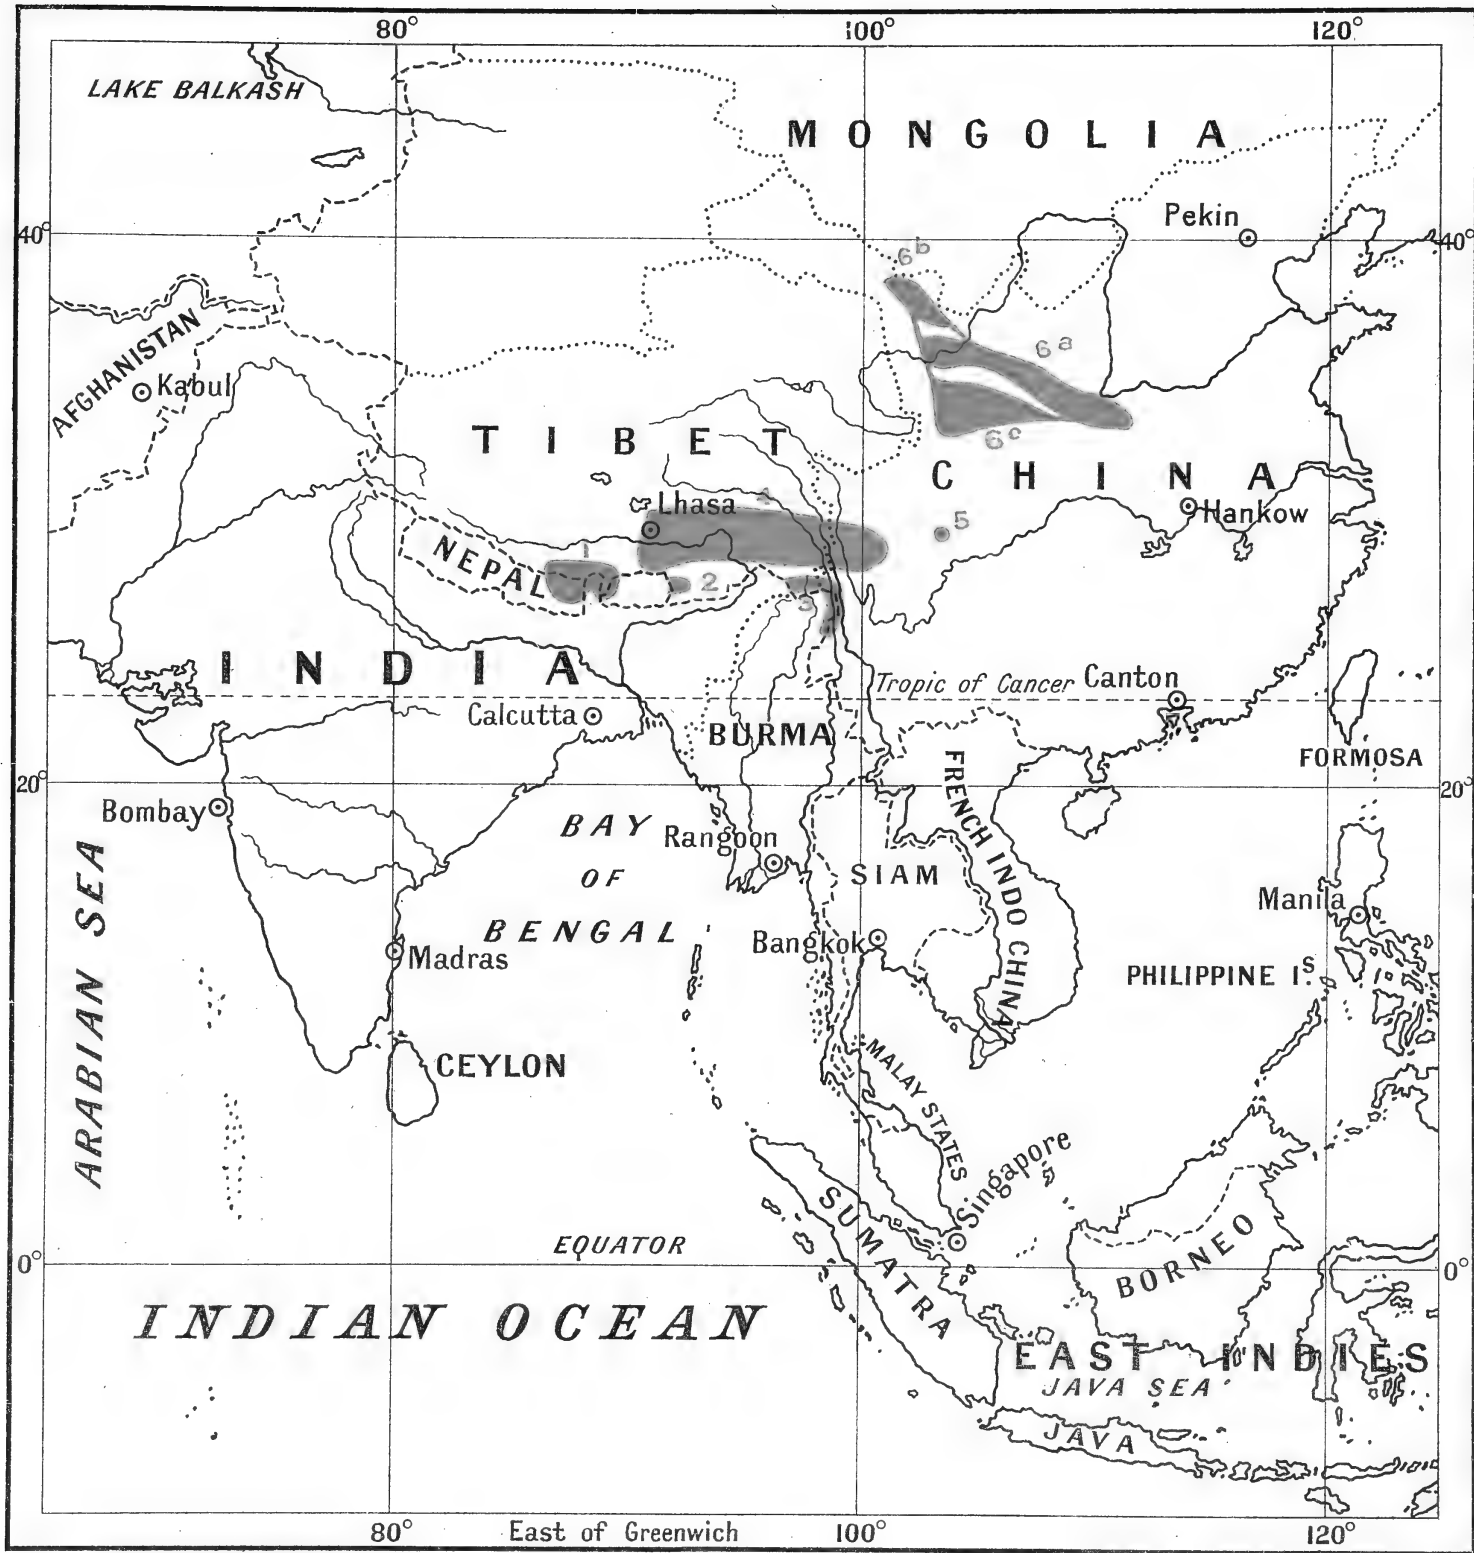 80° 100° 120°
LAKE BALKASH
MONGOLIA
Pekin
40° 40°
6b
AFGHANISTAN
6a
Kabul
TIBET
6c
CHINA
4
Lhasa
Hankow
5
NEPAL
1
2
3
INDIA
Tropic of Cancer
Canton
Calcutta
BURMA
FORMOSA
20° 20°
Bombay
FRENCH INDO CHINA
BAY
OF
BENGAL
Rangoon
SIAM
ARABIAN SEA
Manila
Bangkok
Madras
PHILIPPINE IS.
CEYLON
MALAY STATES
Singapore
SUMATRA
BORNEO
EQUATOR
0° 0°
INDIAN OCEAN
EAST INDIES
JAVA SEA
JAVA
80° East of Greenwich 100° 120°